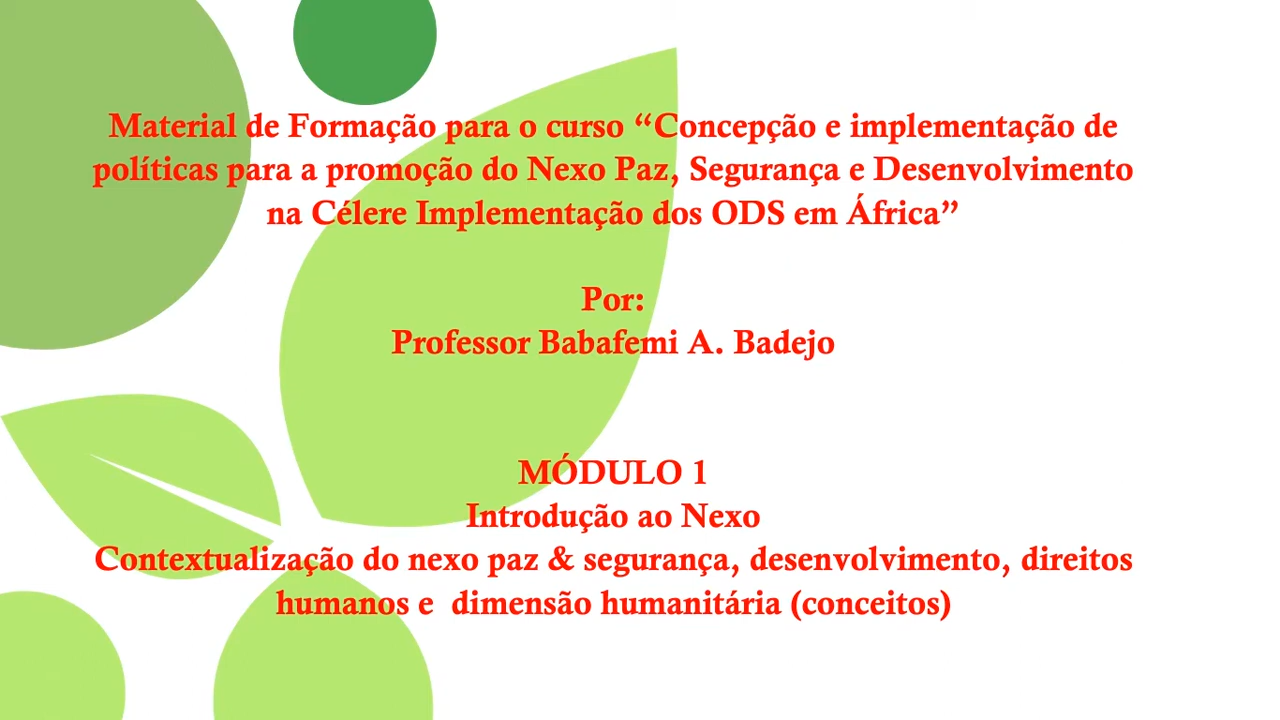 Material de Formação para o curso “Concepção e implementação de
políticas para a promoção do Nexo Paz, Segurança e Desenvolvimento
na Célere Implementação dos ODS em África”
Por:
Professor Babafemi A. Badejo
MÓDULO 1
Introdução ao Nexo
Contextualização do nexo paz & segurança, desenvolvimento, direitos
humanos e dimensão humanitária (conceitos)